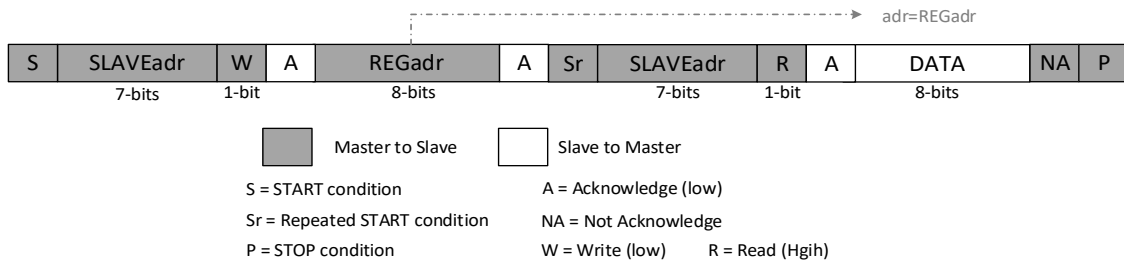 adr=REGadr
S SLAVEadr W A REGadr A Sr SLAVEadr R A DATA NA P
7-bits 1-bit 8-bits 7-bits 1-bit 8-bits
Master to Slave Slave to Master
S = START condition A = Acknowledge (low)
Sr = Repeated START condition NA = Not Acknowledge
P = STOP condition W = Write (low) R = Read (Hgih)